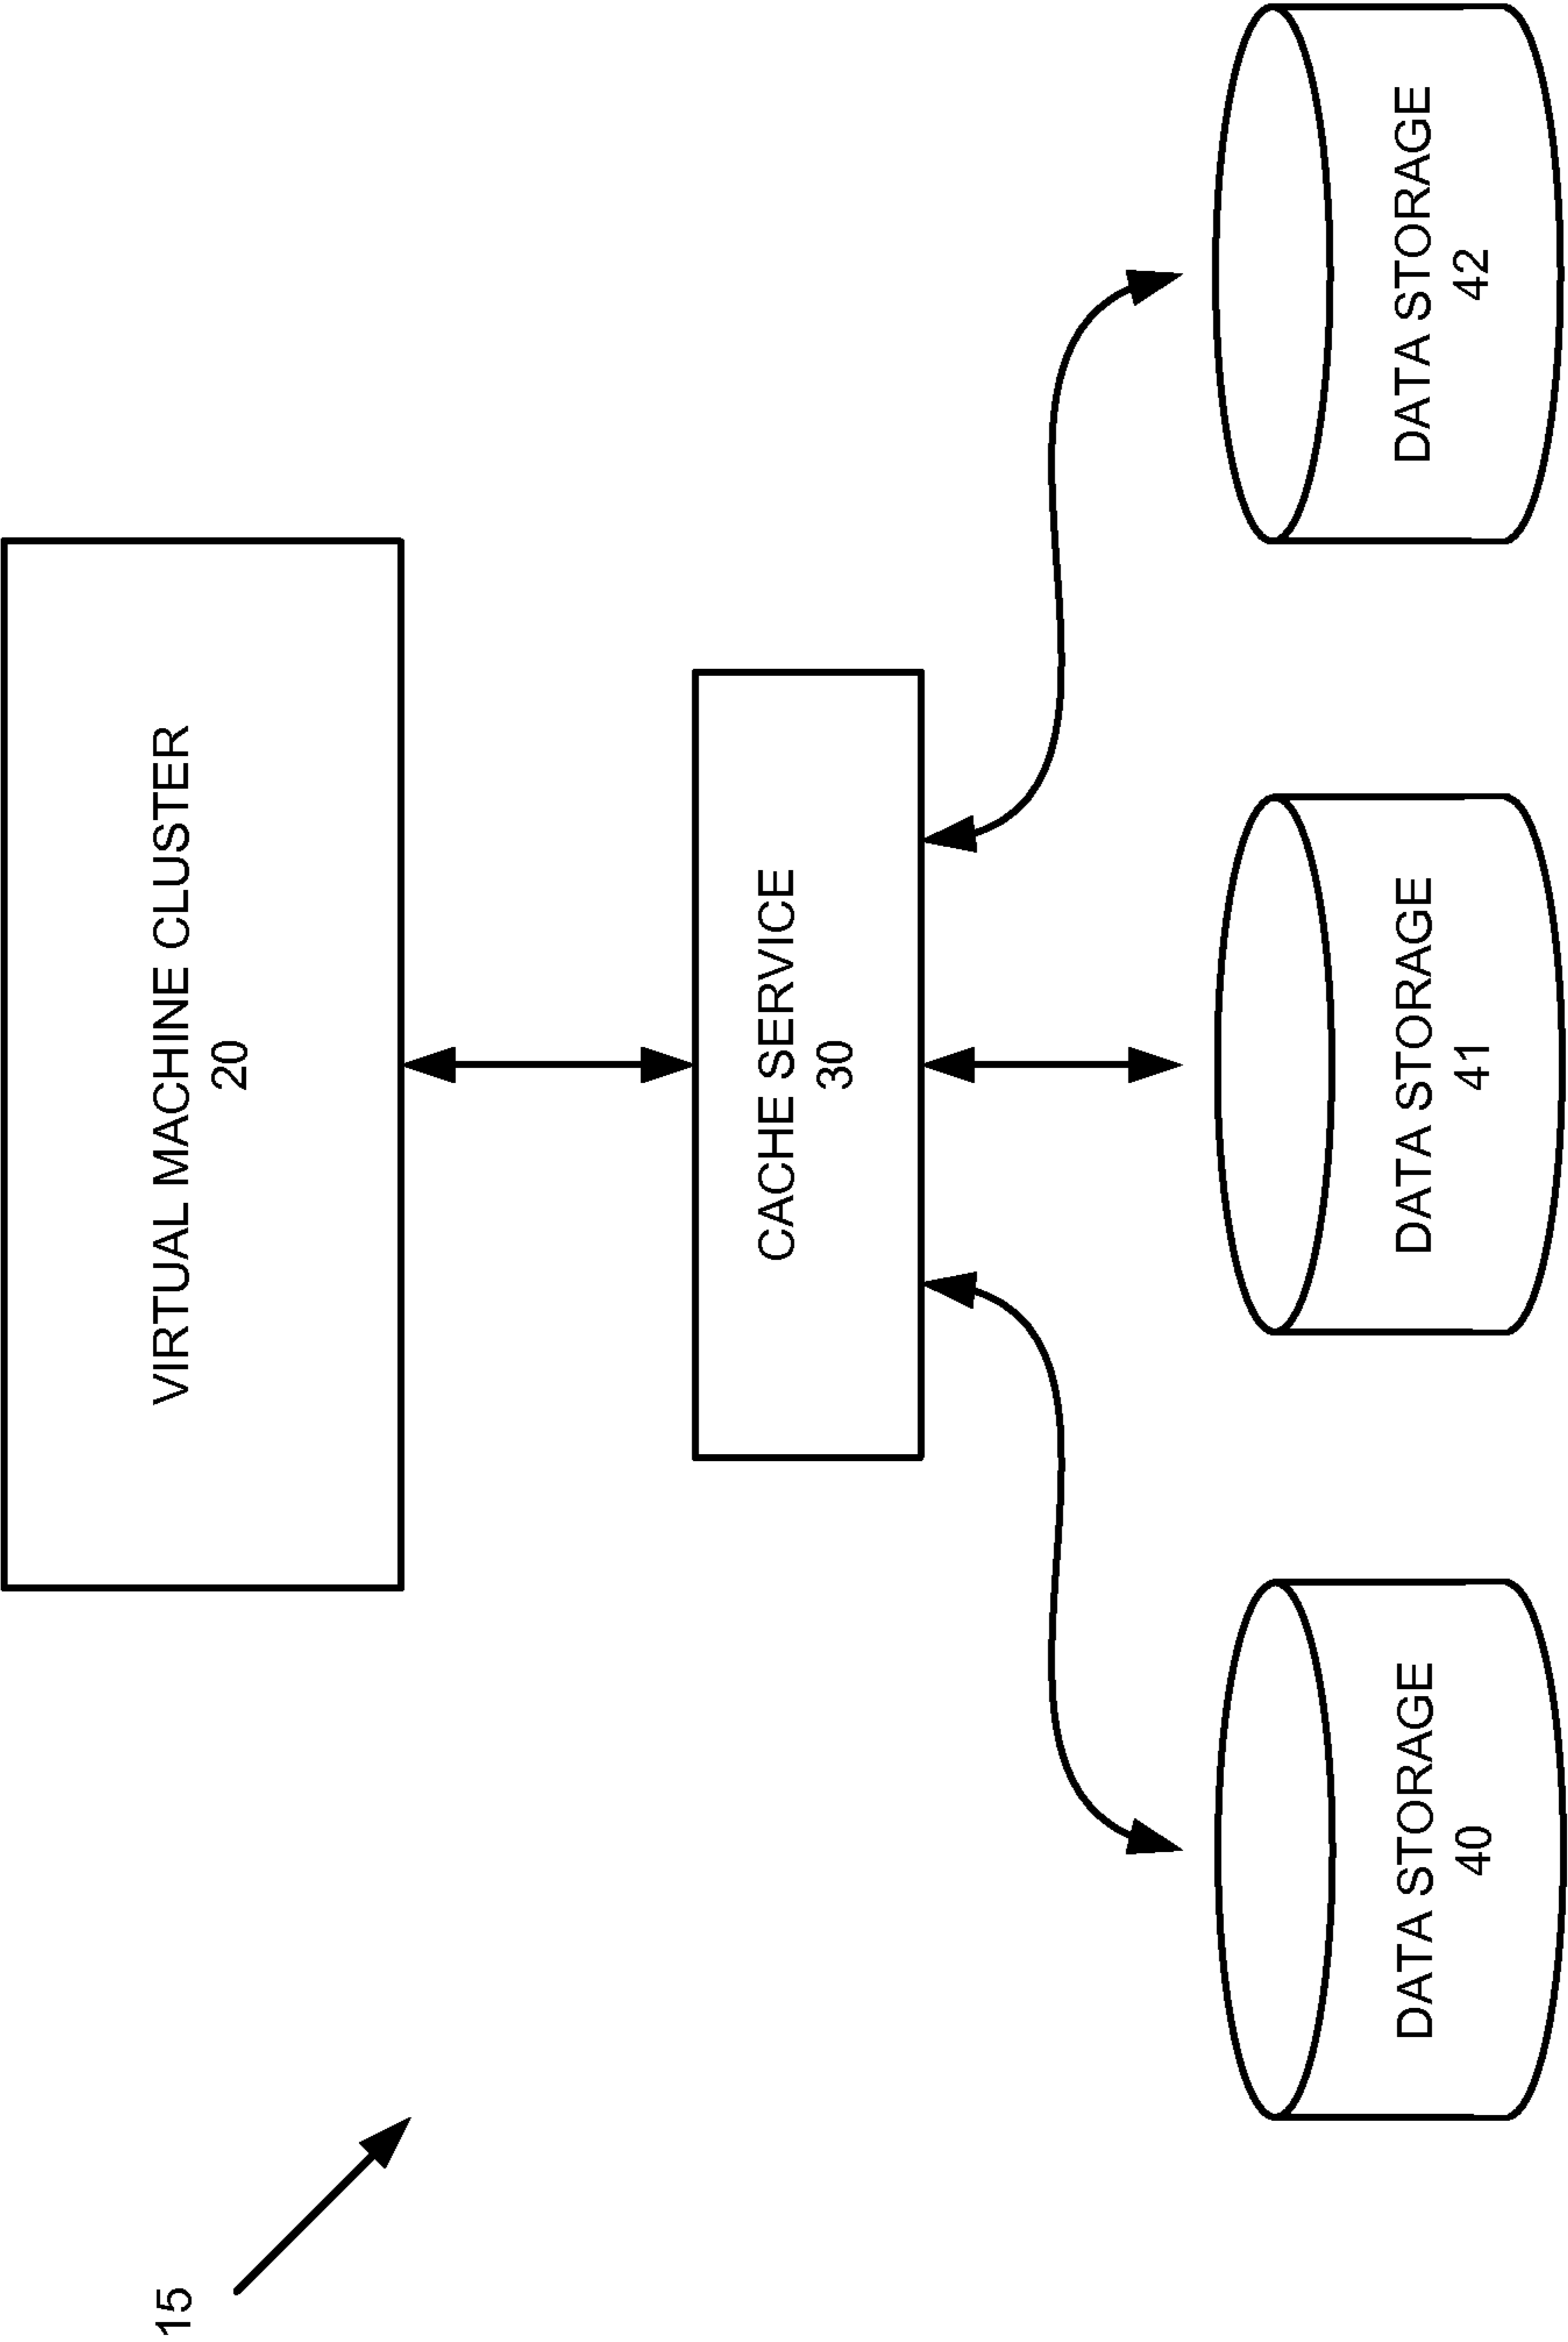 15
VIRTUAL MACHINE CLUSTER
20
CACHE SERVICE
30
DATA STORAGE
40
DATA STORAGE
41
DATA STORAGE
42